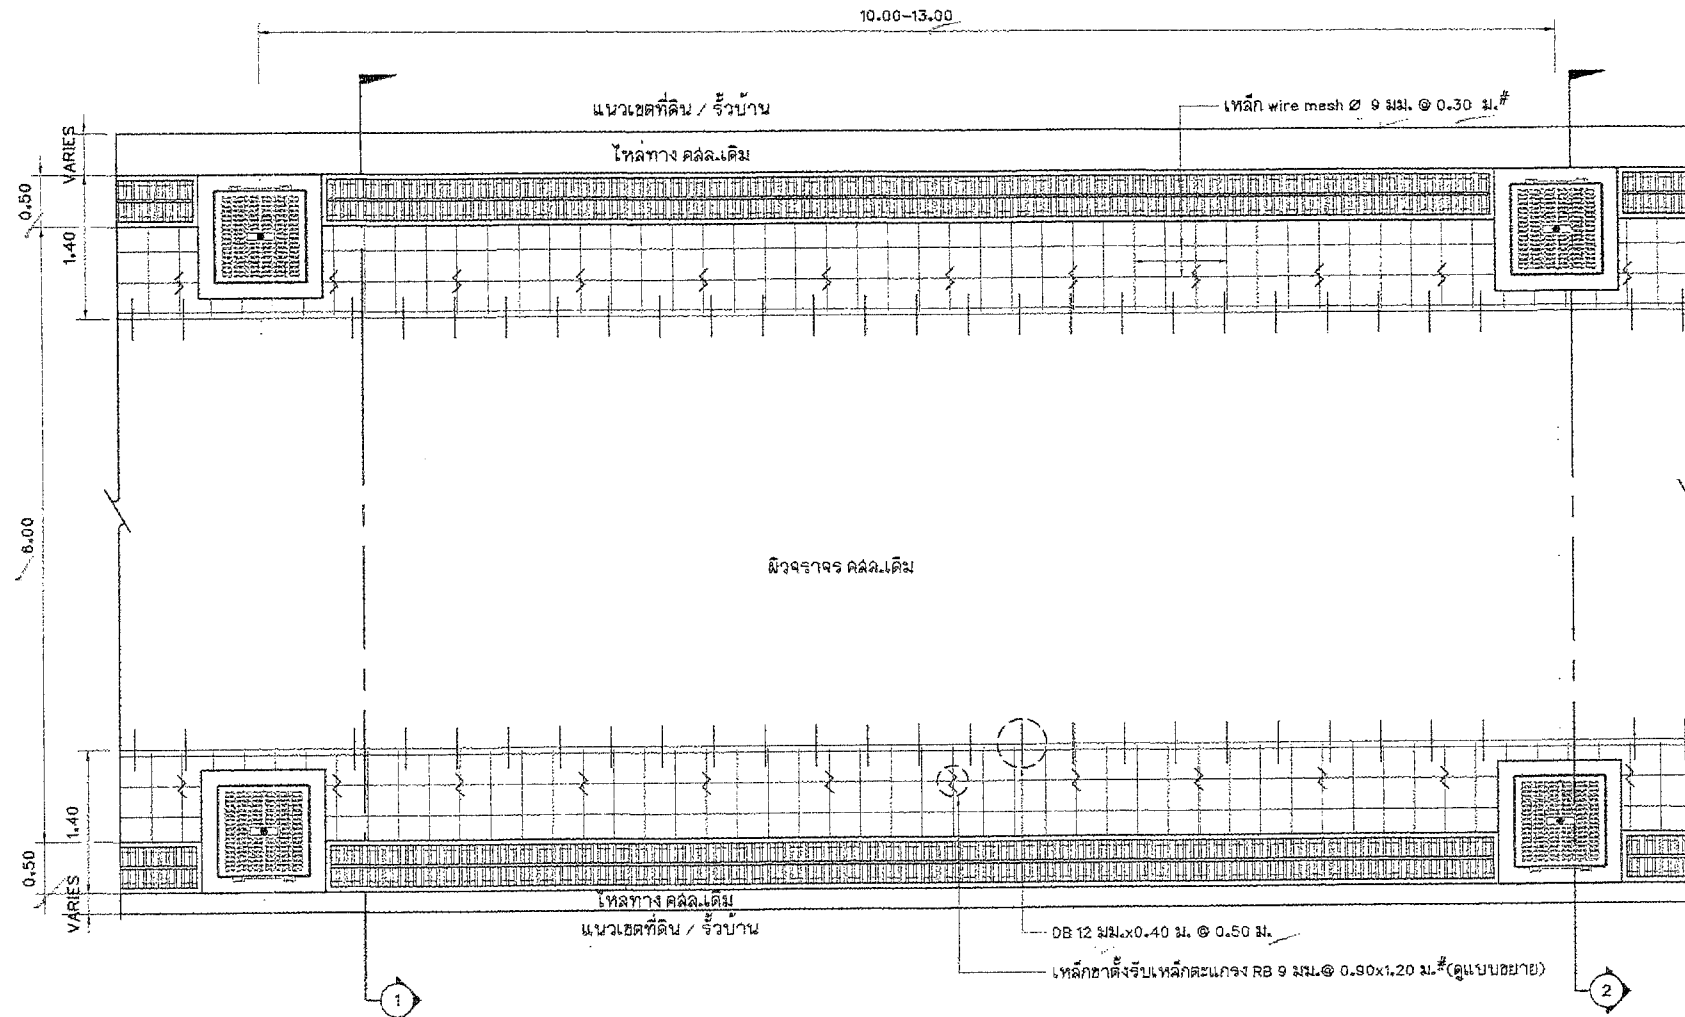 10.00-13.00
แนวเขตที่ดิน / รั้วบ้าน
เหล็ก wire mesh Ø 9 มม. @ 0.30 ม.#
ไหล่ทาง คสล.เดิม
VARIES
0.50
1.40
6.00
ผิวจราจร คสล.เดิม
1.40
0.50
VARIES
ไหล่ทาง คสล.เดิม
แนวเขตที่ดิน / รั้วบ้าน
DB 12 มม.x0.40 ม. @ 0.50 ม.
เหล็กขาตั้งรับเหล็กตะแกรง RB 9 มม.@ 0.90x1.20 ม.#(ดูแบบขยาย)
1
2